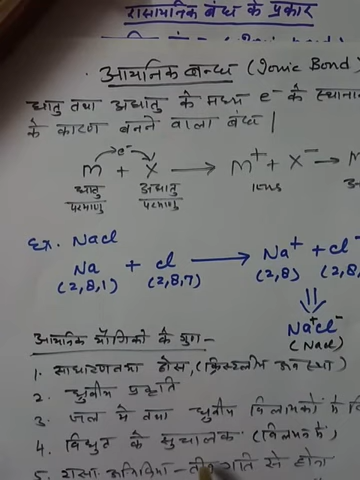 रासायनिक बंध के प्रकार
आयनिक बन्ध (Ionic Bond)
धातु तथा अधातु के मध्य e⁻ के स्थाना
के कारण बनने वाला बंध |
e⁻
M + X ⟶ M⁺ + X⁻ ⟶ M
धातु अधातु ions
परमाणु परमाणु
Ex. NaCl
Na + Cl ⟶ Na⁺ + Cl⁻
(2,8,1) (2,8,7) (2,8) (2,8,
Na⁺Cl⁻
(NaCl)
आयनिक यौगिकों के गुण-
1. साधारणतया ठोस, (क्रिस्टलीय अवस्था)
2. ध्रुवीय प्रकृति
3. जल में तथा ध्रुवीय विलायकों में वि
4. विद्युत के सुचालक (विलयन में)
5. रासा. अभिक्रिया - तीव्र गति से होना